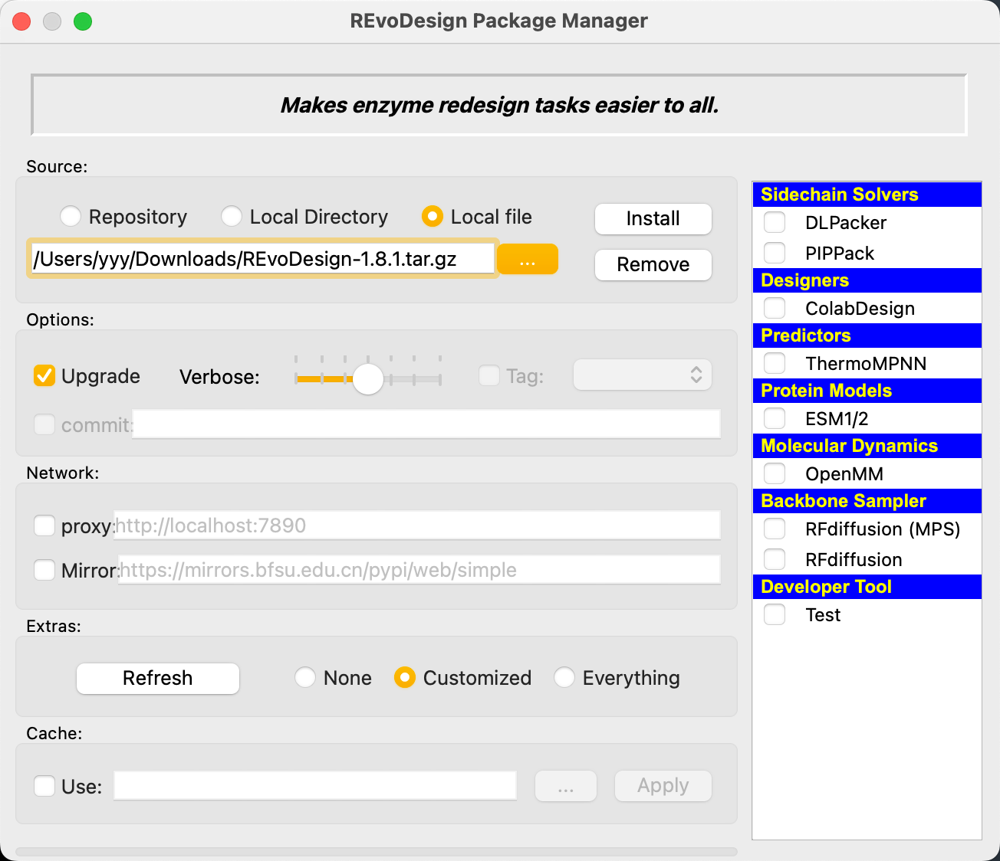 REvoDesign Package Manager
Makes enzyme redesign tasks easier to all.
Source:
Repository Local Directory Local file Install
/Users/yyy/Downloads/REvoDesign-1.8.1.tar.gz ... Remove
Options:
Upgrade Verbose: Tag:
commit:
Network:
proxy: http://localhost:7890
Mirror: https://mirrors.bfsu.edu.cn/pypi/web/simple
Extras:
Refresh None Customized Everything
Cache:
Use: ... Apply
Sidechain Solvers
DLPacker
PIPPack
Designers
ColabDesign
Predictors
ThermoMPNN
Protein Models
ESM1/2
Molecular Dynamics
OpenMM
Backbone Sampler
RFdiffusion (MPS)
RFdiffusion
Developer Tool
Test